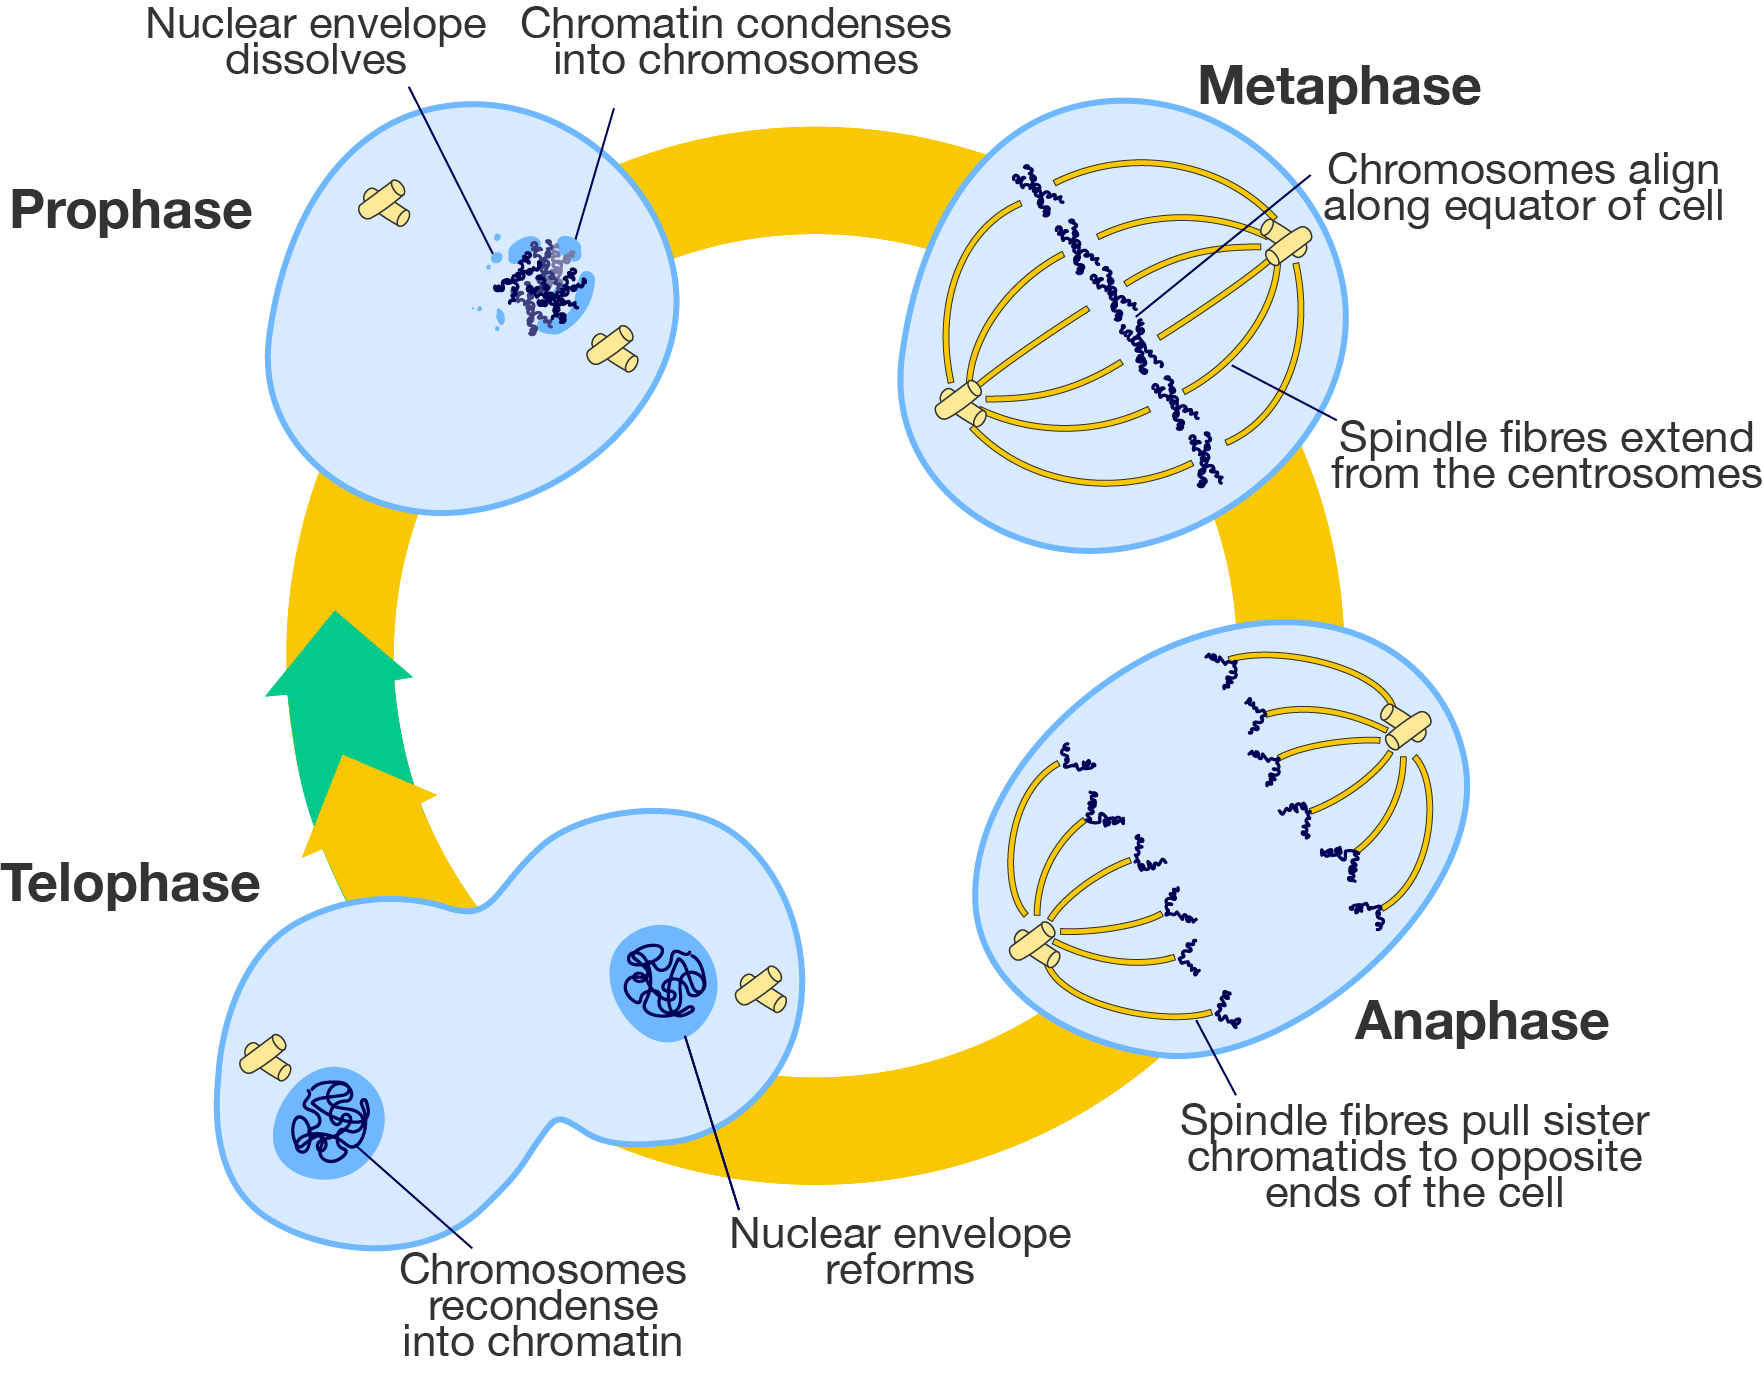 Nuclear envelope
dissolves
Chromatin condenses
into chromosomes
Prophase
Metaphase
Chromosomes align
along equator of cell
Spindle fibres extend
from the centrosomes
Anaphase
Spindle fibres pull sister
chromatids to opposite
ends of the cell
Telophase
Nuclear envelope
reforms
Chromosomes
recondense
into chromatin